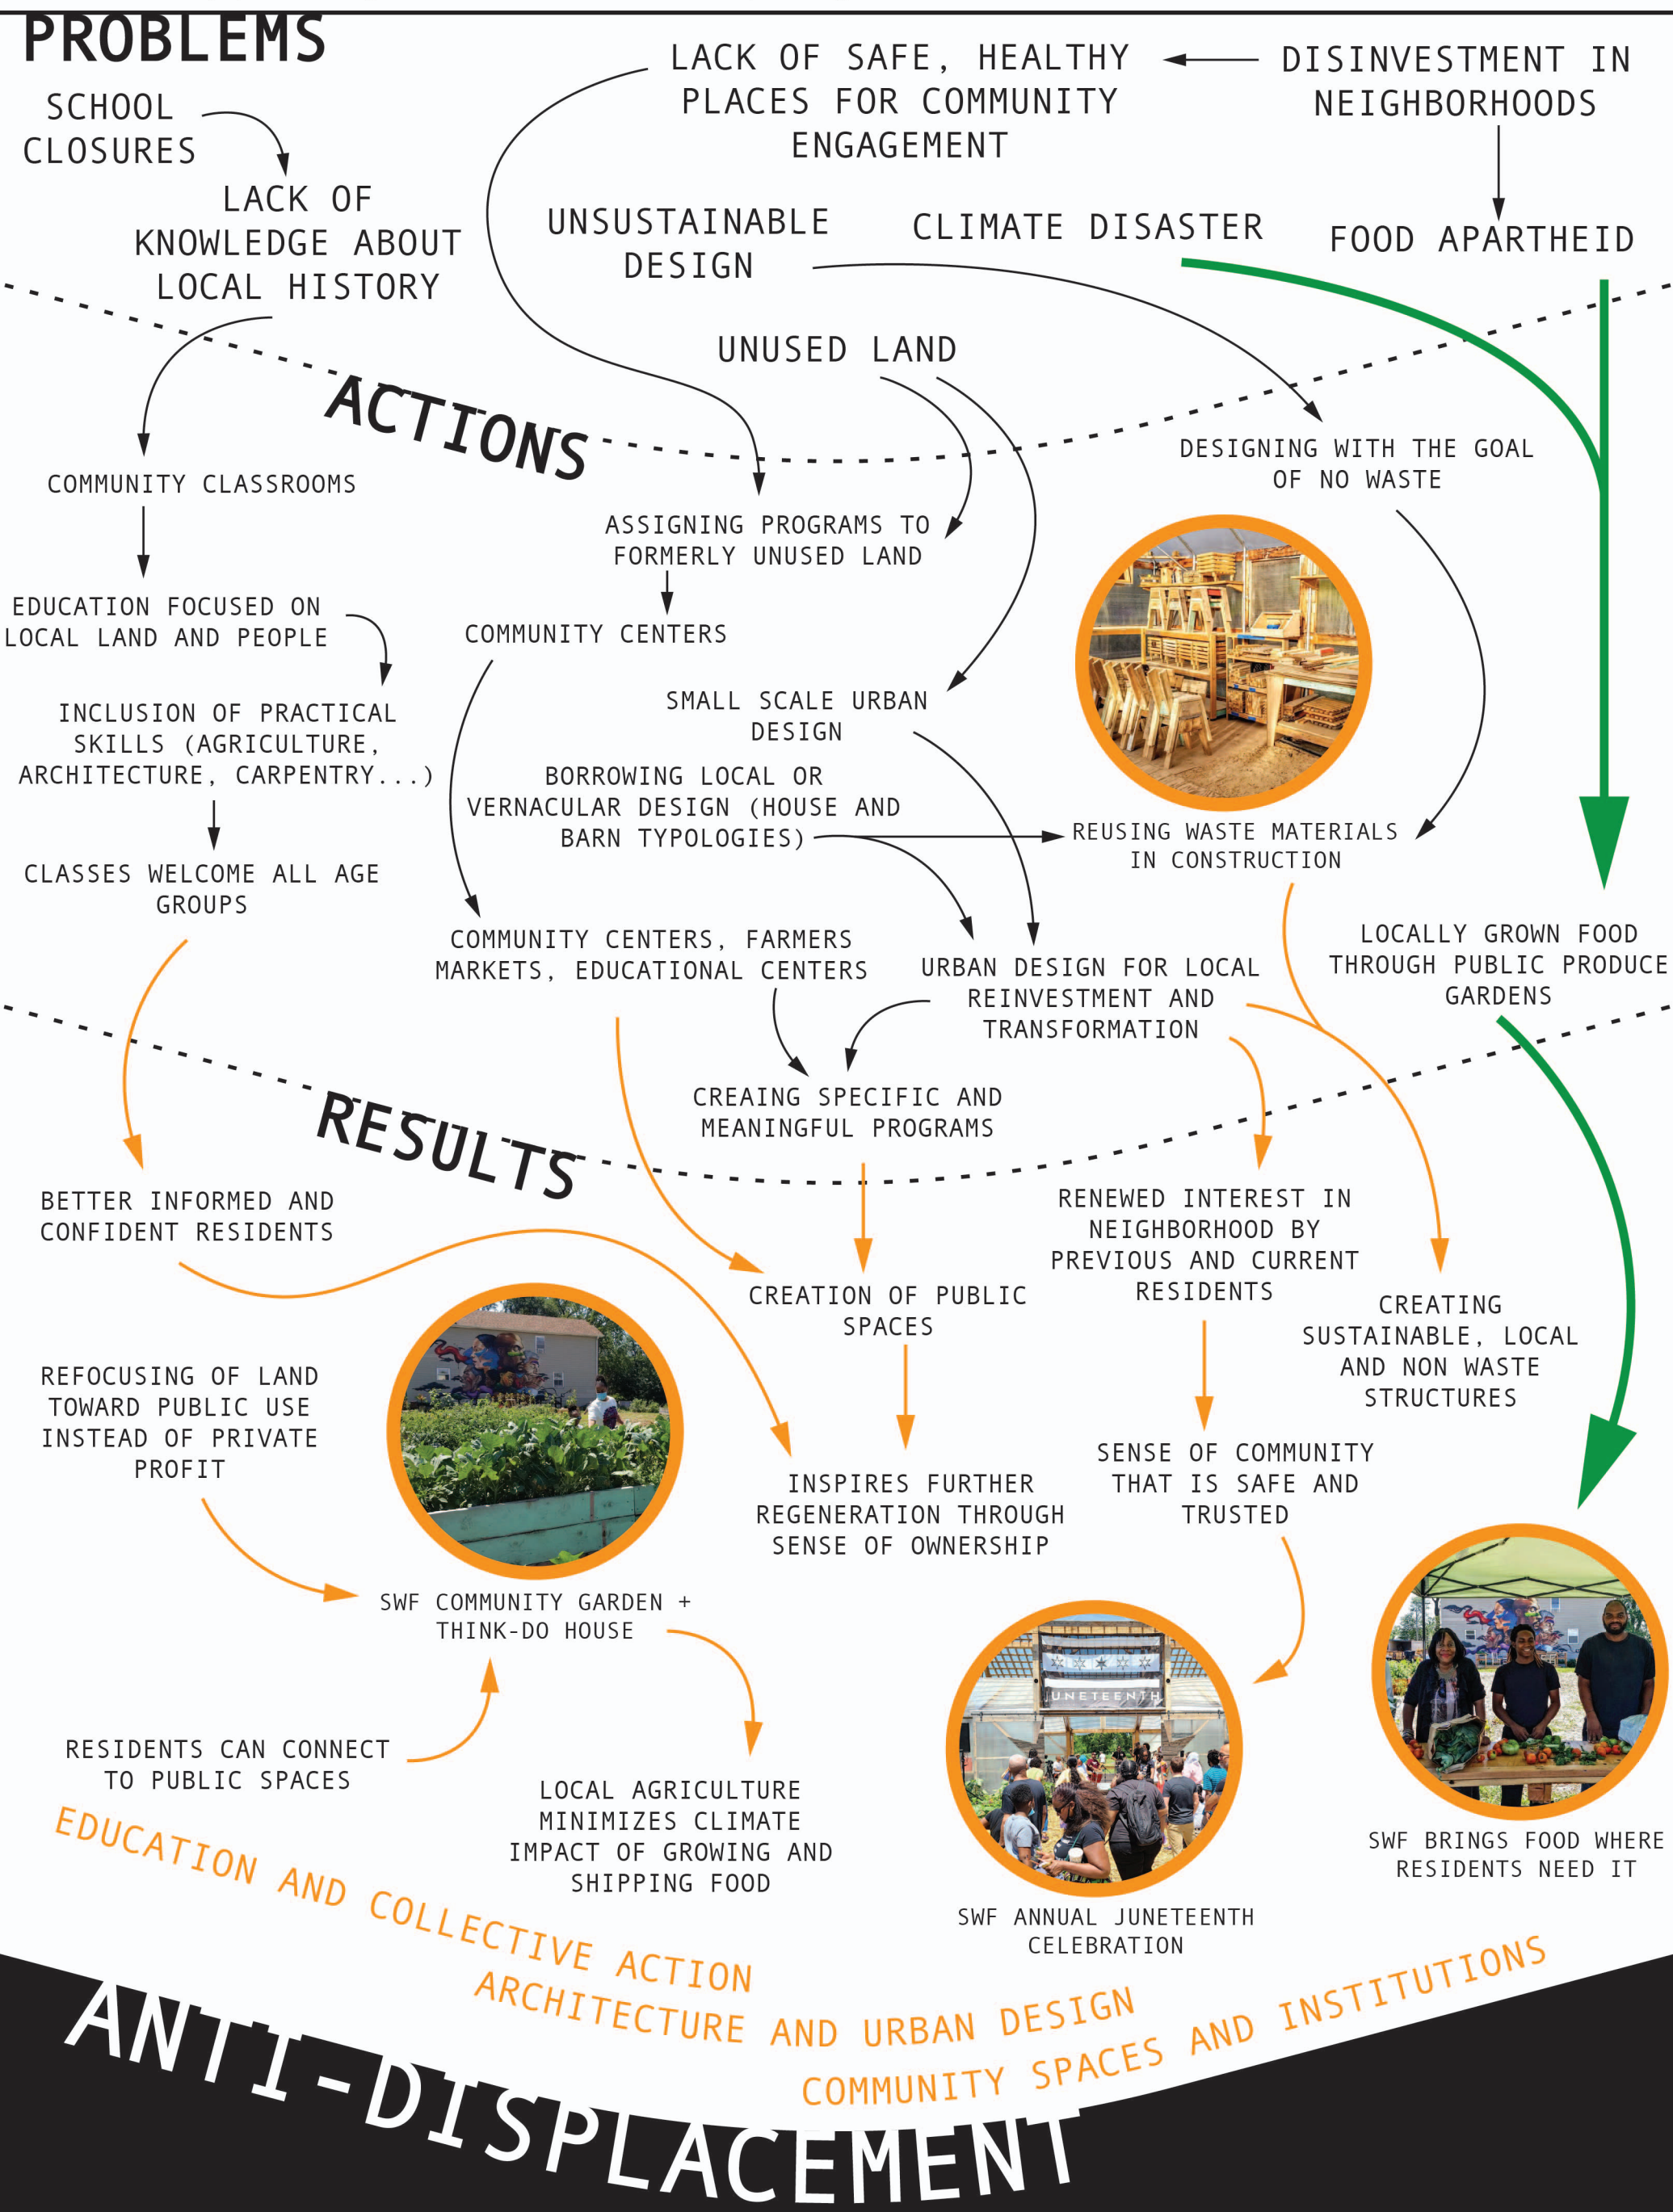 PROBLEMS
SCHOOL
CLOSURES
LACK OF
KNOWLEDGE ABOUT
LOCAL HISTORY
LACK OF SAFE, HEALTHY
PLACES FOR COMMUNITY
ENGAGEMENT
DISINVESTMENT IN
NEIGHBORHOODS
UNSUSTAINABLE
DESIGN
CLIMATE DISASTER
FOOD APARTHEID
UNUSED LAND
ACTIONS
COMMUNITY CLASSROOMS
EDUCATION FOCUSED ON
LOCAL LAND AND PEOPLE
INCLUSION OF PRACTICAL
SKILLS (AGRICULTURE,
ARCHITECTURE, CARPENTRY...)
CLASSES WELCOME ALL AGE
GROUPS
ASSIGNING PROGRAMS TO
FORMERLY UNUSED LAND
COMMUNITY CENTERS
SMALL SCALE URBAN
DESIGN
BORROWING LOCAL OR
VERNACULAR DESIGN (HOUSE AND
BARN TYPOLOGIES)
COMMUNITY CENTERS, FARMERS
MARKETS, EDUCATIONAL CENTERS
DESIGNING WITH THE GOAL
OF NO WASTE
REUSING WASTE MATERIALS
IN CONSTRUCTION
URBAN DESIGN FOR LOCAL
REINVESTMENT AND
TRANSFORMATION
LOCALLY GROWN FOOD
THROUGH PUBLIC PRODUCE
GARDENS
CREAING SPECIFIC AND
MEANINGFUL PROGRAMS
RESULTS
BETTER INFORMED AND
CONFIDENT RESIDENTS
REFOCUSING OF LAND
TOWARD PUBLIC USE
INSTEAD OF PRIVATE
PROFIT
CREATION OF PUBLIC
SPACES
RENEWED INTEREST IN
NEIGHBORHOOD BY
PREVIOUS AND CURRENT
RESIDENTS
CREATING
SUSTAINABLE, LOCAL
AND NON WASTE
STRUCTURES
INSPIRES FURTHER
REGENERATION THROUGH
SENSE OF OWNERSHIP
SENSE OF COMMUNITY
THAT IS SAFE AND
TRUSTED
SWF COMMUNITY GARDEN +
THINK-DO HOUSE
RESIDENTS CAN CONNECT
TO PUBLIC SPACES
LOCAL AGRICULTURE
MINIMIZES CLIMATE
IMPACT OF GROWING AND
SHIPPING FOOD
JUNETEENTH
SWF ANNUAL JUNETEENTH
CELEBRATION
SWF BRINGS FOOD WHERE
RESIDENTS NEED IT
EDUCATION AND COLLECTIVE ACTION
ARCHITECTURE AND URBAN DESIGN
COMMUNITY SPACES AND INSTITUTIONS
ANTI-DISPLACEMENT